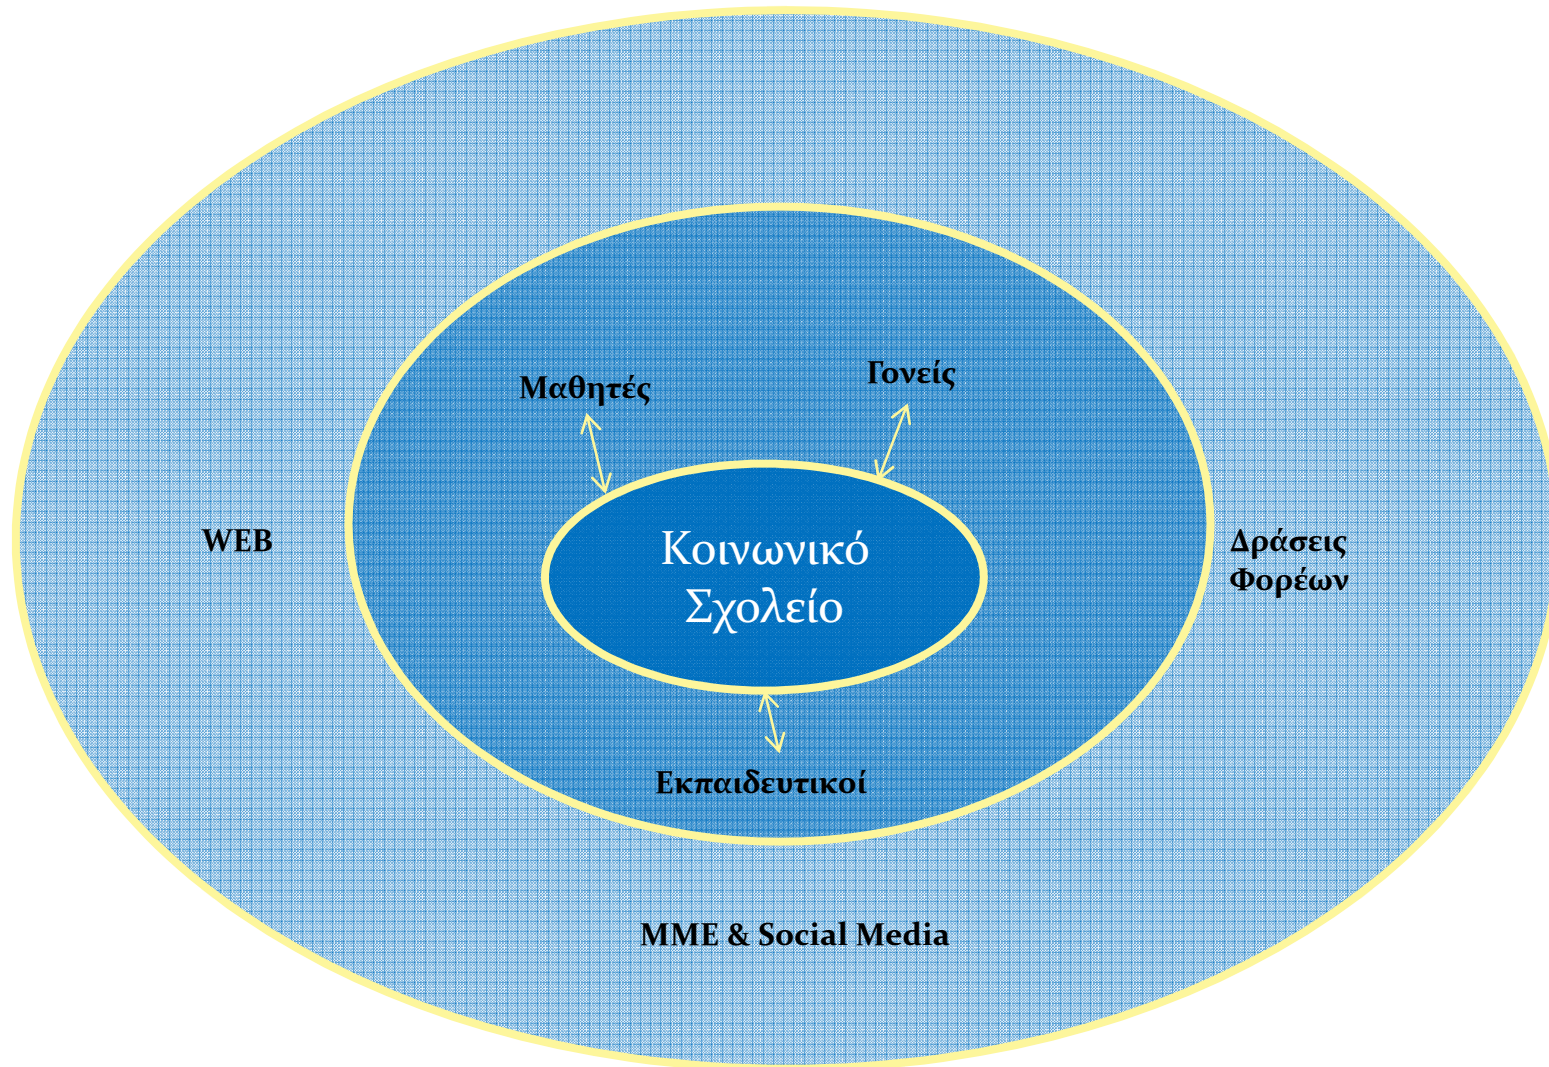 Μαθητές
Γονείς
WEB
Κοινωνικό
Σχολείο
Δράσεις
Φορέων
Εκπαιδευτικοί
ΜΜΕ & Social Media